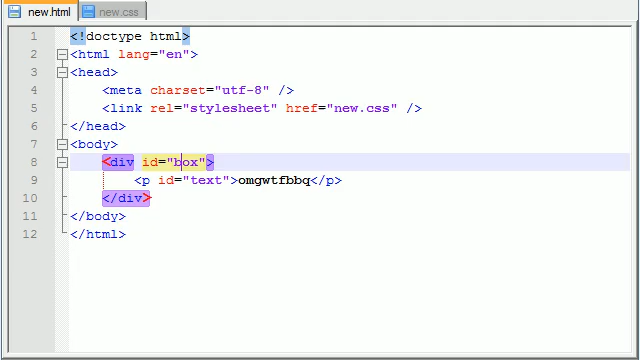 new.html new.css
1 <!doctype html>
2 <html lang="en">
3 <head>
4 <meta charset="utf-8" />
5 <link rel="stylesheet" href="new.css" />
6 </head>
7 <body>
8 <div id="box">
9 <p id="text">omgwtfbbq</p>
10 </div>
11 </body>
12 </html>